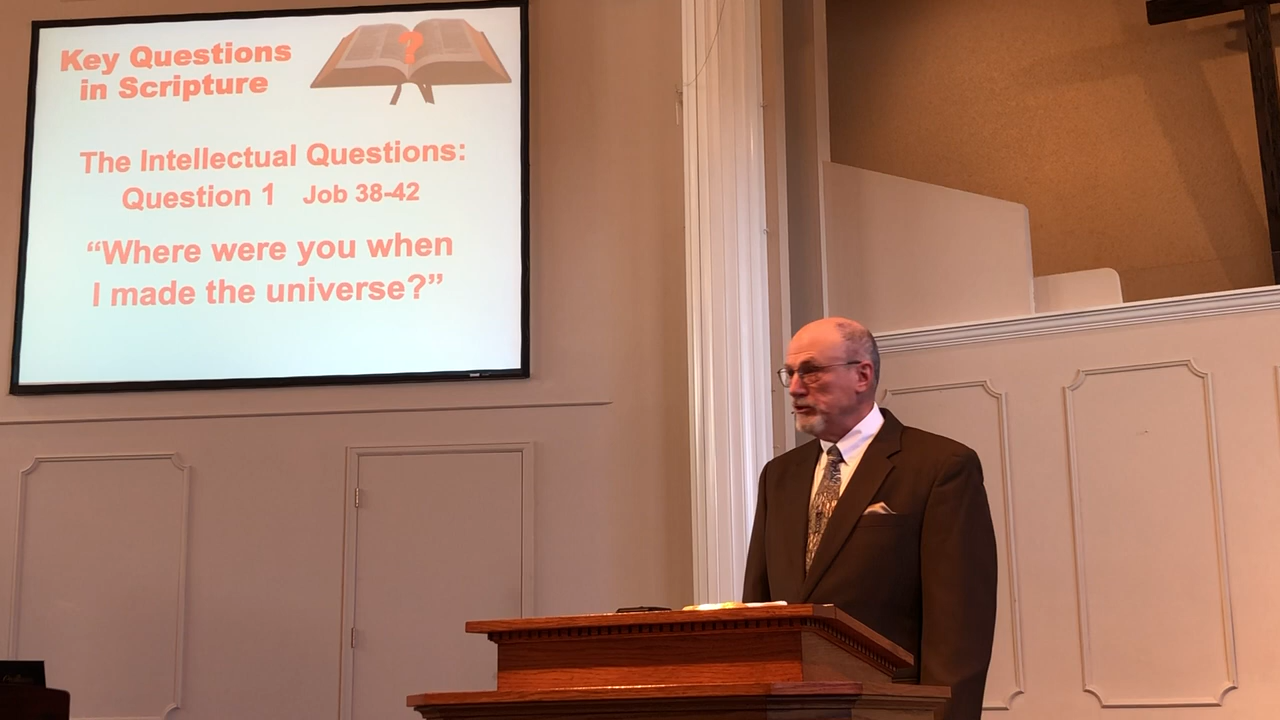 Key Questions
in Scripture
?
The Intellectual Questions:
Question 1 Job 38-42
“Where were you when
I made the universe?”